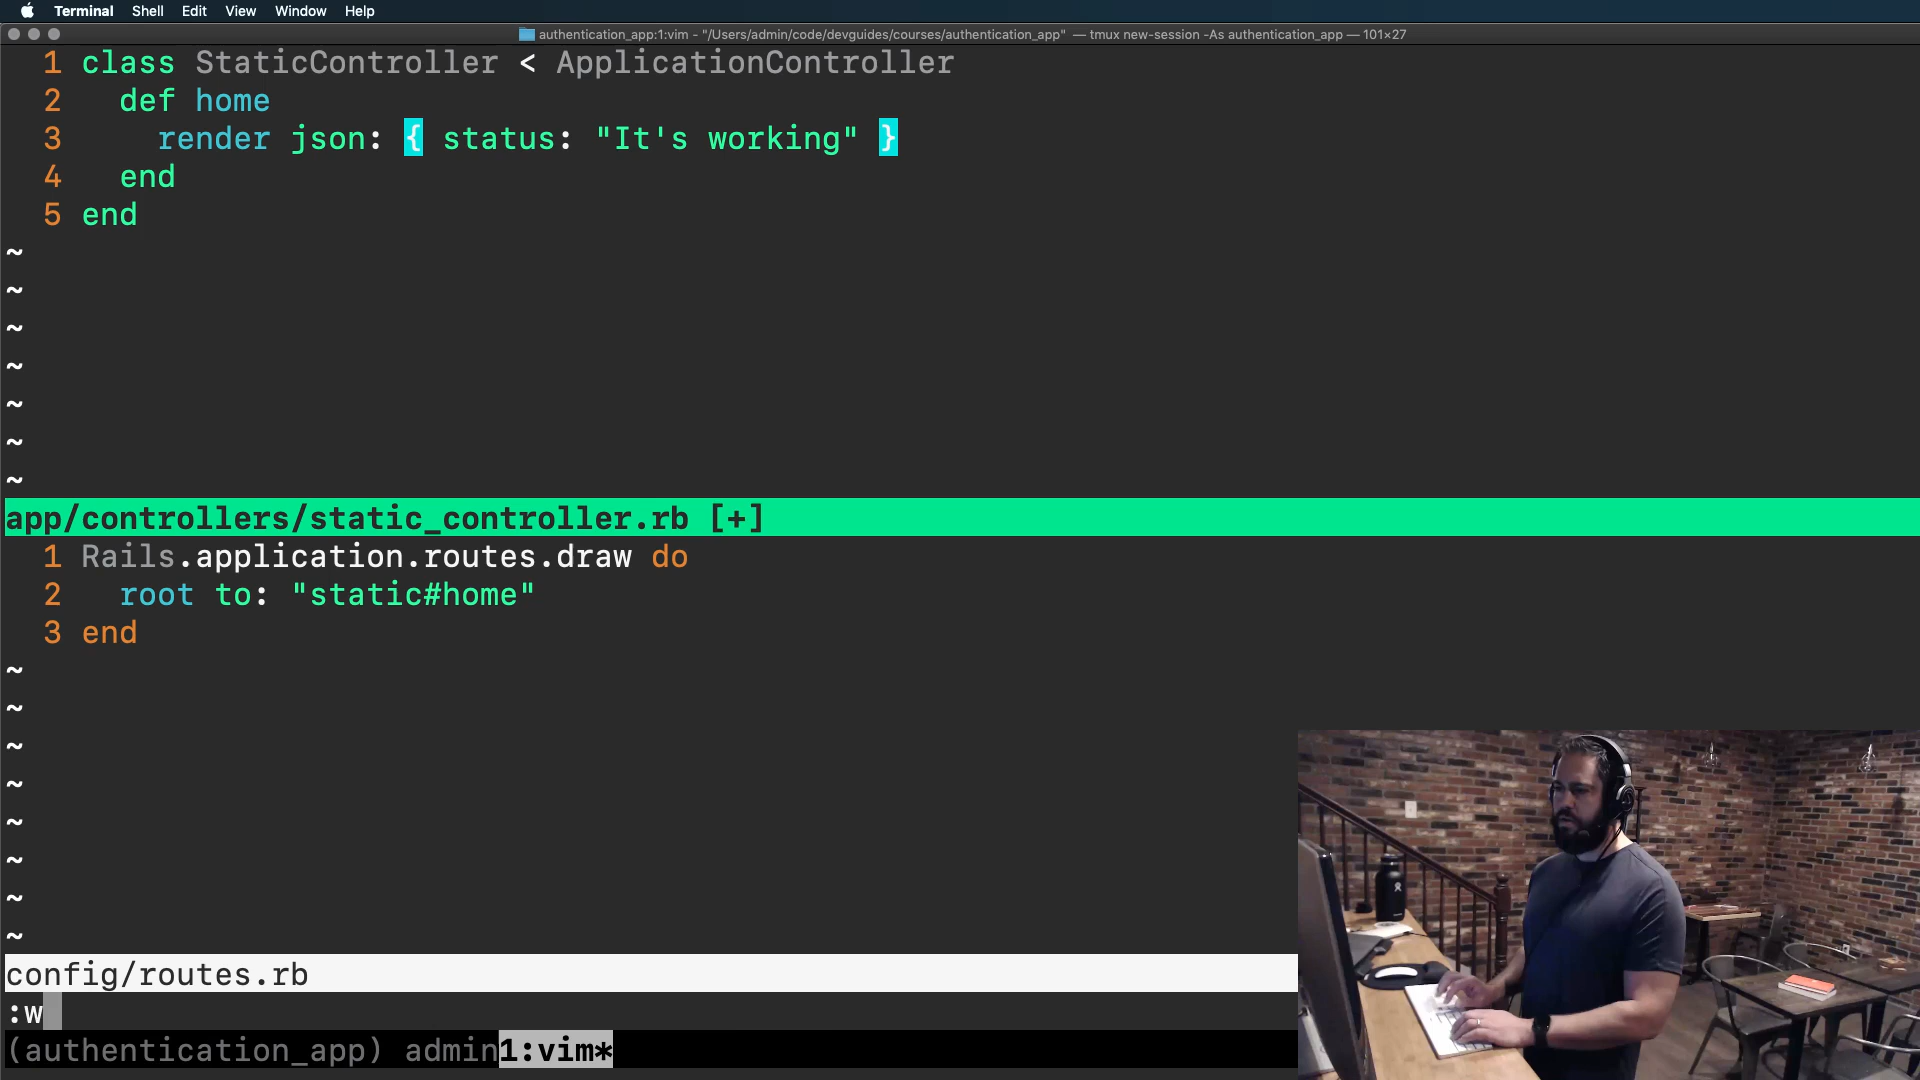 Terminal Shell Edit View Window Help
authentication_app:1:vim - "/Users/admin/code/devguides/courses/authentication_app" — tmux new-session -As authentication_app — 101×27
1 class StaticController < ApplicationController
2   def home
3     render json: { status: "It's working" }
4   end
5 end
~
~
~
~
~
~
~
app/controllers/static_controller.rb [+]
1 Rails.application.routes.draw do
2   root to: "static#home"
3 end
~
~
~
~
~
~
~
~
config/routes.rb
:w
(authentication_app) admin1:vim*